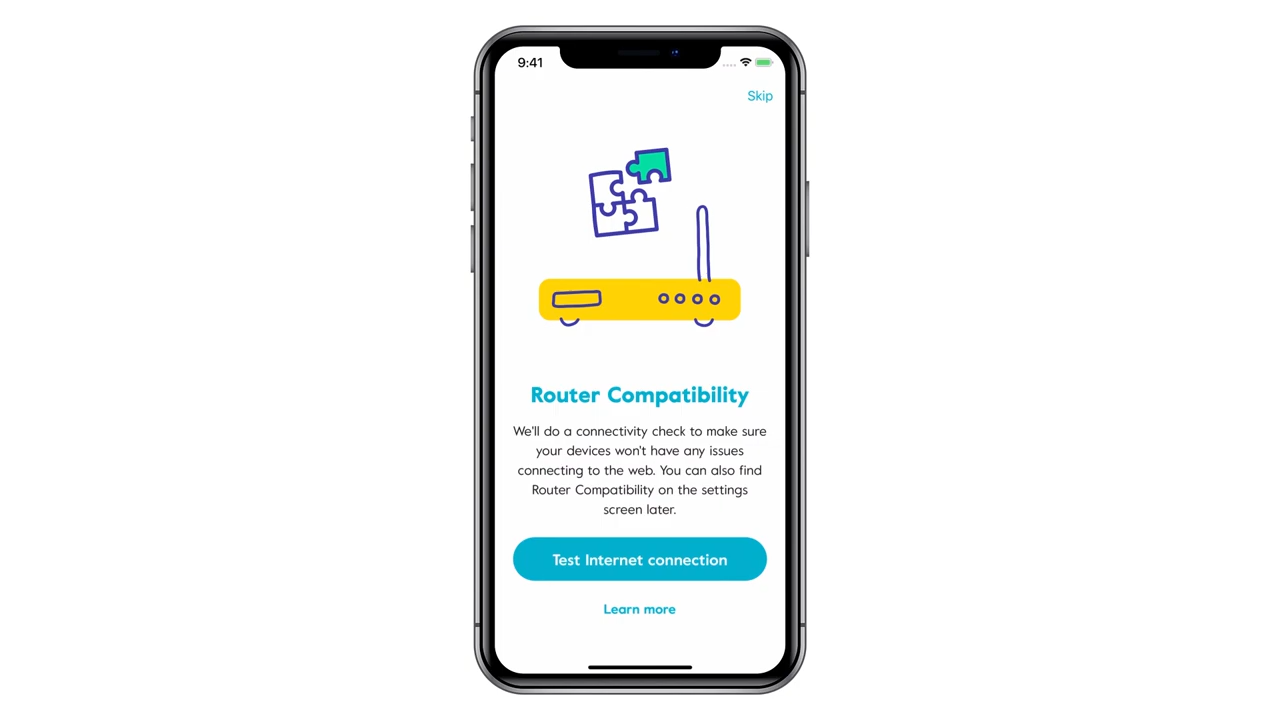 9:41
Skip
Router Compatibility
We'll do a connectivity check to make sure
your devices won't have any issues
connecting to the web. You can also find
Router Compatibility on the settings
screen later.
Test Internet connection
Learn more